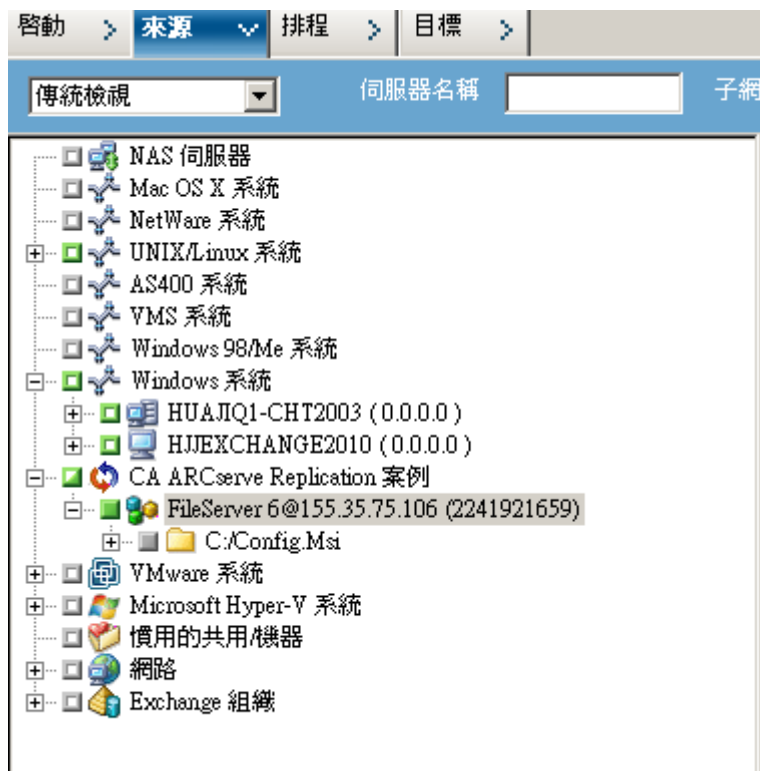 啓動 來源 排程 目標
傳統檢視 伺服器名稱 子網
NAS 伺服器
Mac OS X 系統
NetWare 系統
UNIX/Linux 系統
AS400 系統
VMS 系統
Windows 98/Me 系統
Windows 系統
HUAJIQ1-CHT2003 ( 0.0.0.0 )
HJJEXCHANGE2010 ( 0.0.0.0 )
CA ARCserve Replication 案例
FileServer 6@155.35.75.106 (2241921659)
C:/Config.Msi
VMware 系統
Microsoft Hyper-V 系統
慣用的共用/機器
網路
Exchange 組織